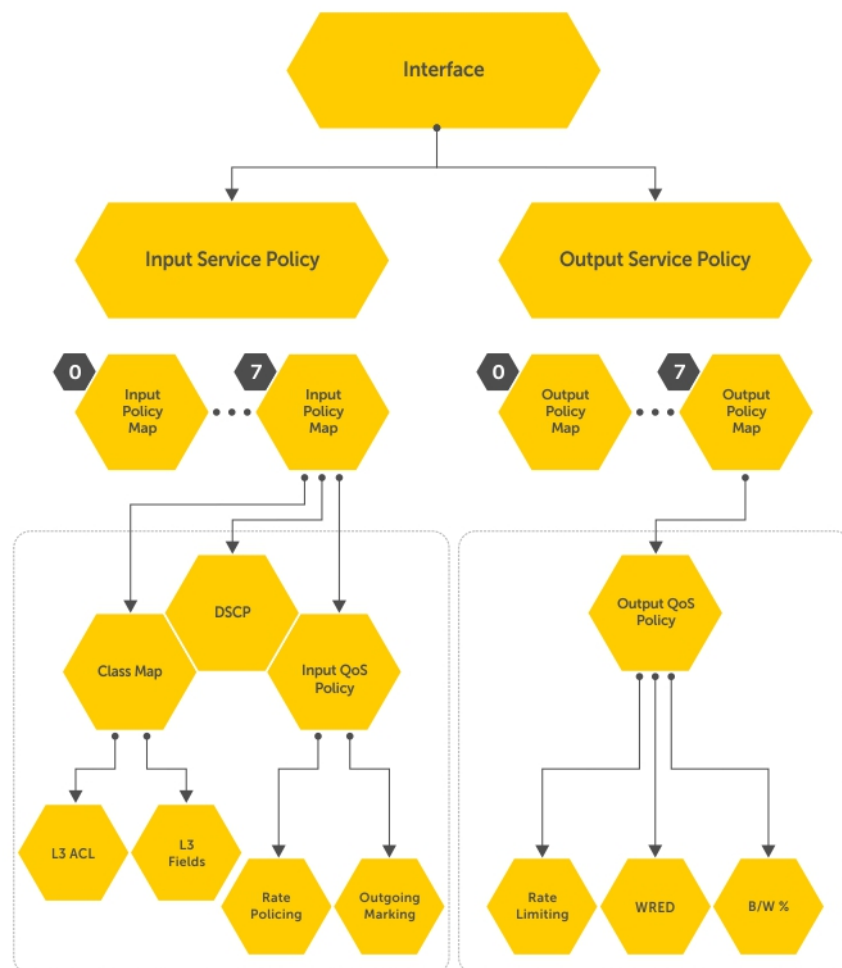 Interface
Input Service Policy
Output Service Policy
0
Input
Policy
Map
7
Input
Policy
Map
0
Output
Policy
Map
7
Output
Policy
Map
DSCP
Class Map
Input QoS
Policy
Output QoS
Policy
L3 ACL
L3
Fields
Rate
Policing
Outgoing
Marking
Rate
Limiting
WRED
B/W %